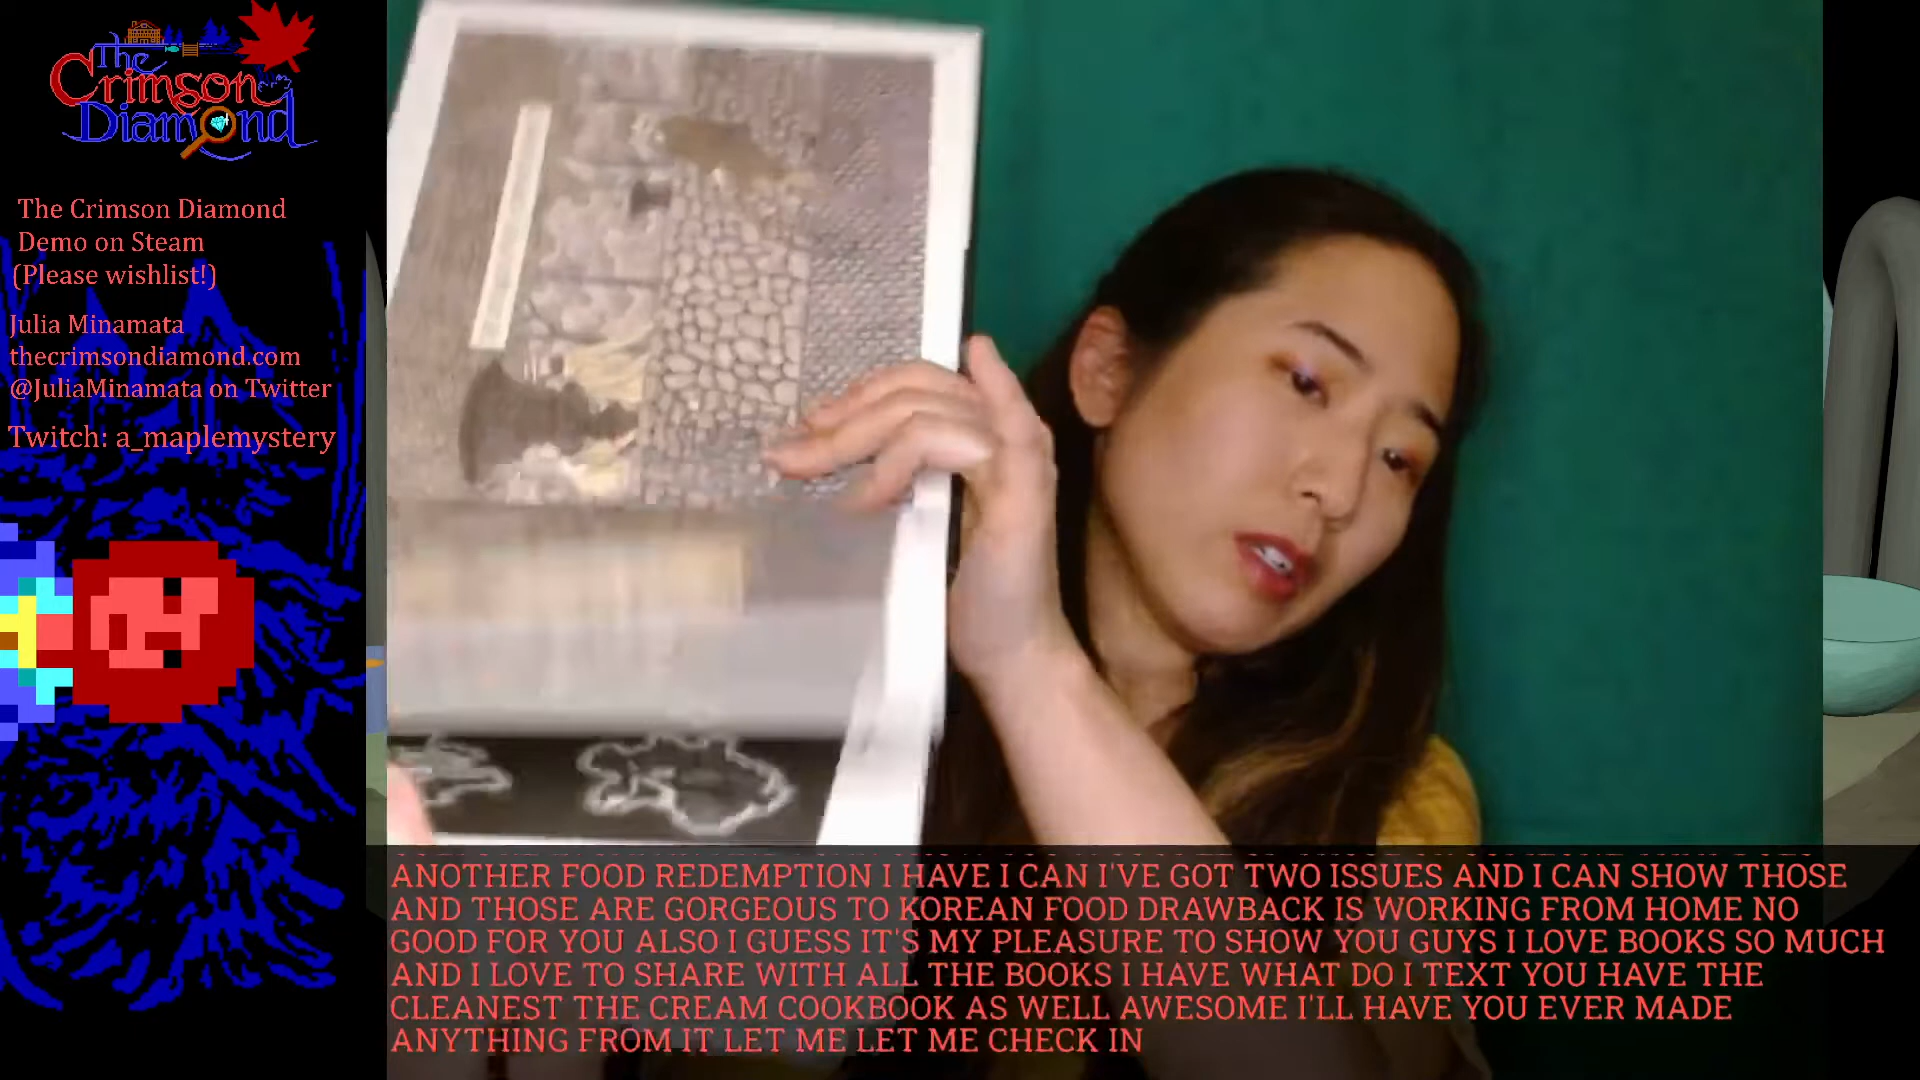 The
Crimson
Diamond
The Crimson Diamond
Demo on Steam
(Please wishlist!)
Julia Minamata
thecrimsondiamond.com
@JuliaMinamata on Twitter
Twitch: a_maplemystery
ANOTHER FOOD REDEMPTION I HAVE I CAN I'VE GOT TWO ISSUES AND I CAN SHOW THOSE
AND THOSE ARE GORGEOUS TO KOREAN FOOD DRAWBACK IS WORKING FROM HOME NO
GOOD FOR YOU ALSO I GUESS IT'S MY PLEASURE TO SHOW YOU GUYS I LOVE BOOKS SO MUCH
AND I LOVE TO SHARE WITH ALL THE BOOKS I HAVE WHAT DO I TEXT YOU HAVE THE
CLEANEST THE CREAM COOKBOOK AS WELL AWESOME I'LL HAVE YOU EVER MADE
ANYTHING FROM IT LET ME LET ME CHECK IN